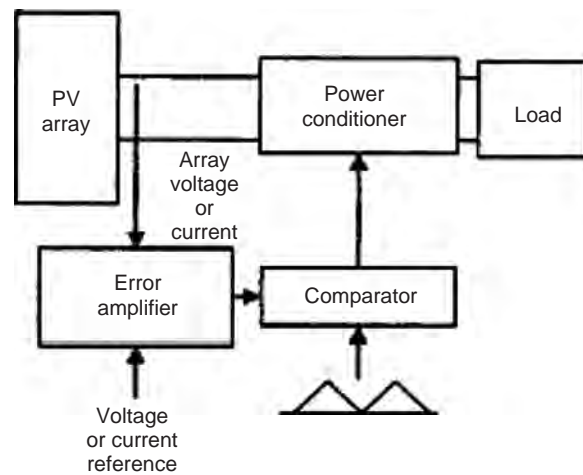 PV
array
Power
conditioner
Load
Array
voltage
or
current
Error
amplifier
Comparator
Voltage
or current
reference